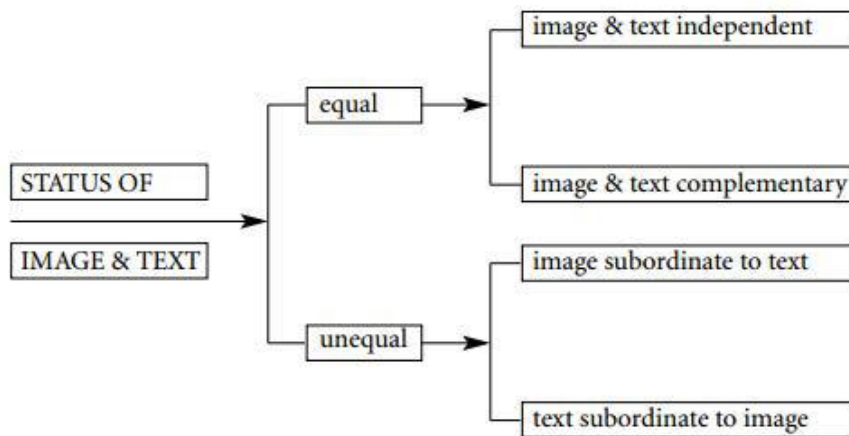 image & text independent
equal
image & text complementary
STATUS OF
IMAGE & TEXT
image subordinate to text
unequal
text subordinate to image